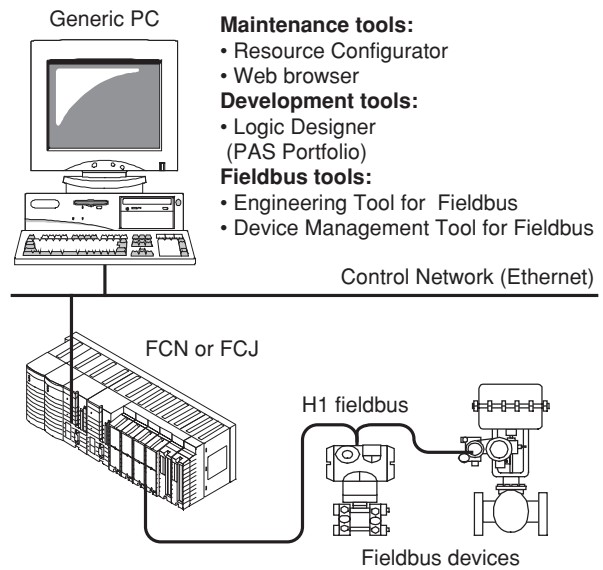 Generic PC
Maintenance tools:
• Resource Configurator
• Web browser
Development tools:
• Logic Designer
(PAS Portfolio)
Fieldbus tools:
• Engineering Tool for Fieldbus
• Device Management Tool for Fieldbus
Control Network (Ethernet)
FCN or FCJ
H1 fieldbus
Fieldbus devices